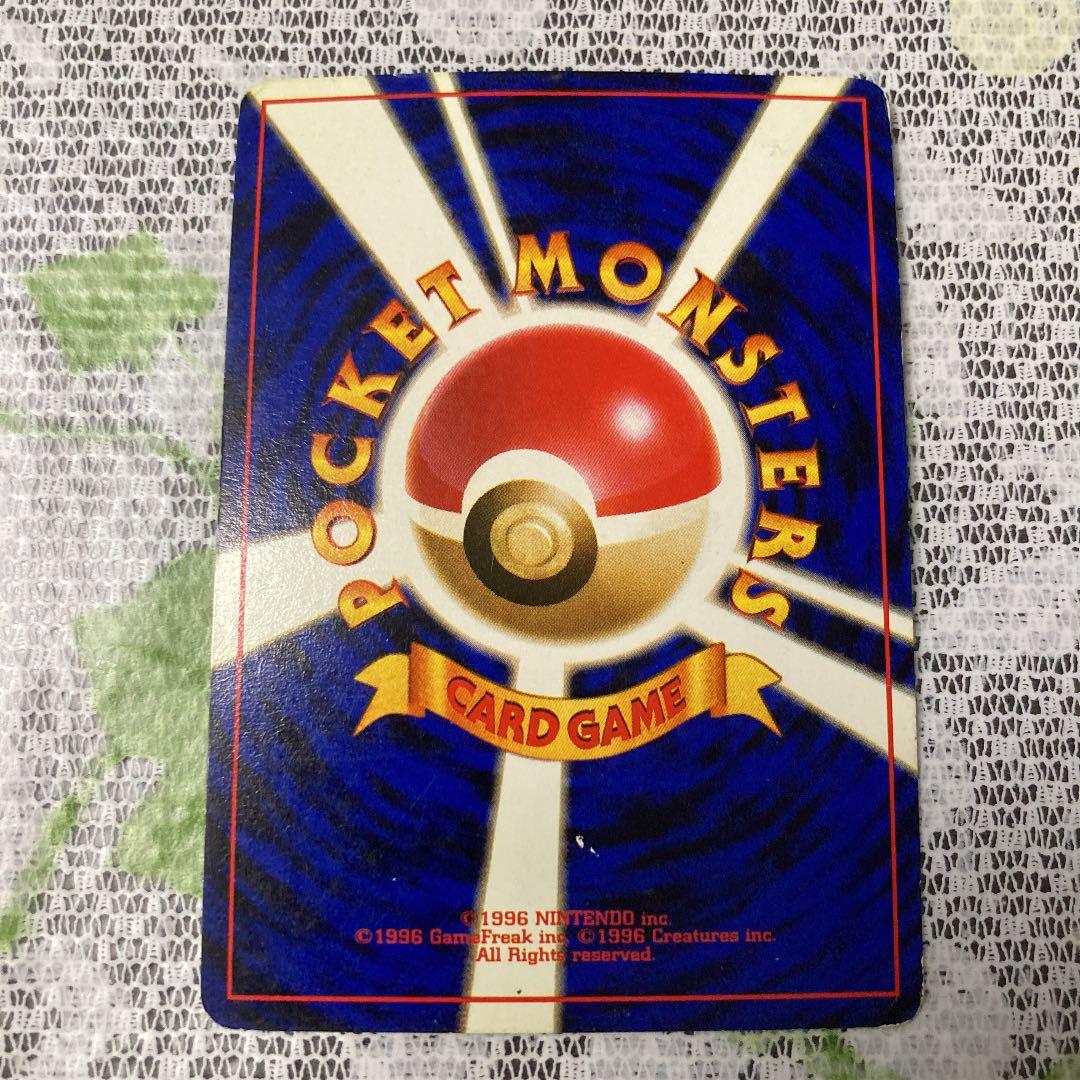 POCKET MONSTERS
CARD GAME
©1996 NINTENDO inc.
©1996 GameFreak inc. ©1996 Creatures inc.
All Rights reserved.